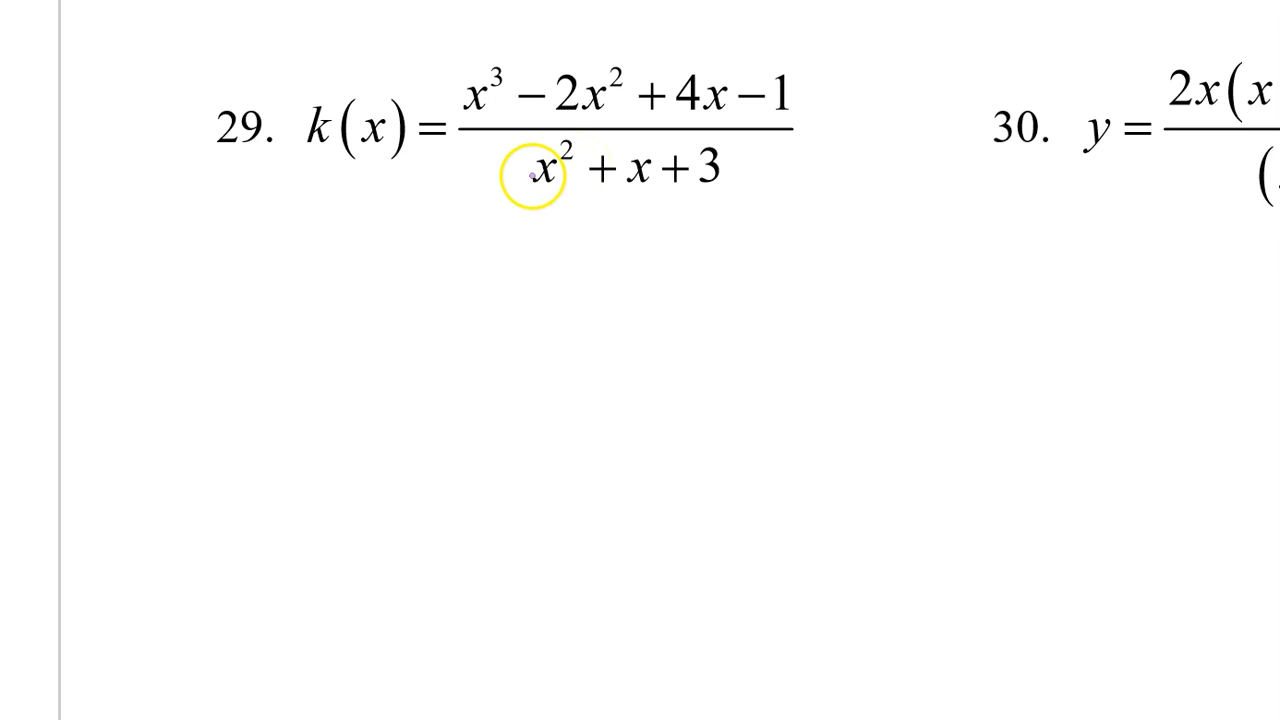 29. k(x) = (x³ − 2x² + 4x − 1) / (x² + x + 3)
30. y = 2x(x / (